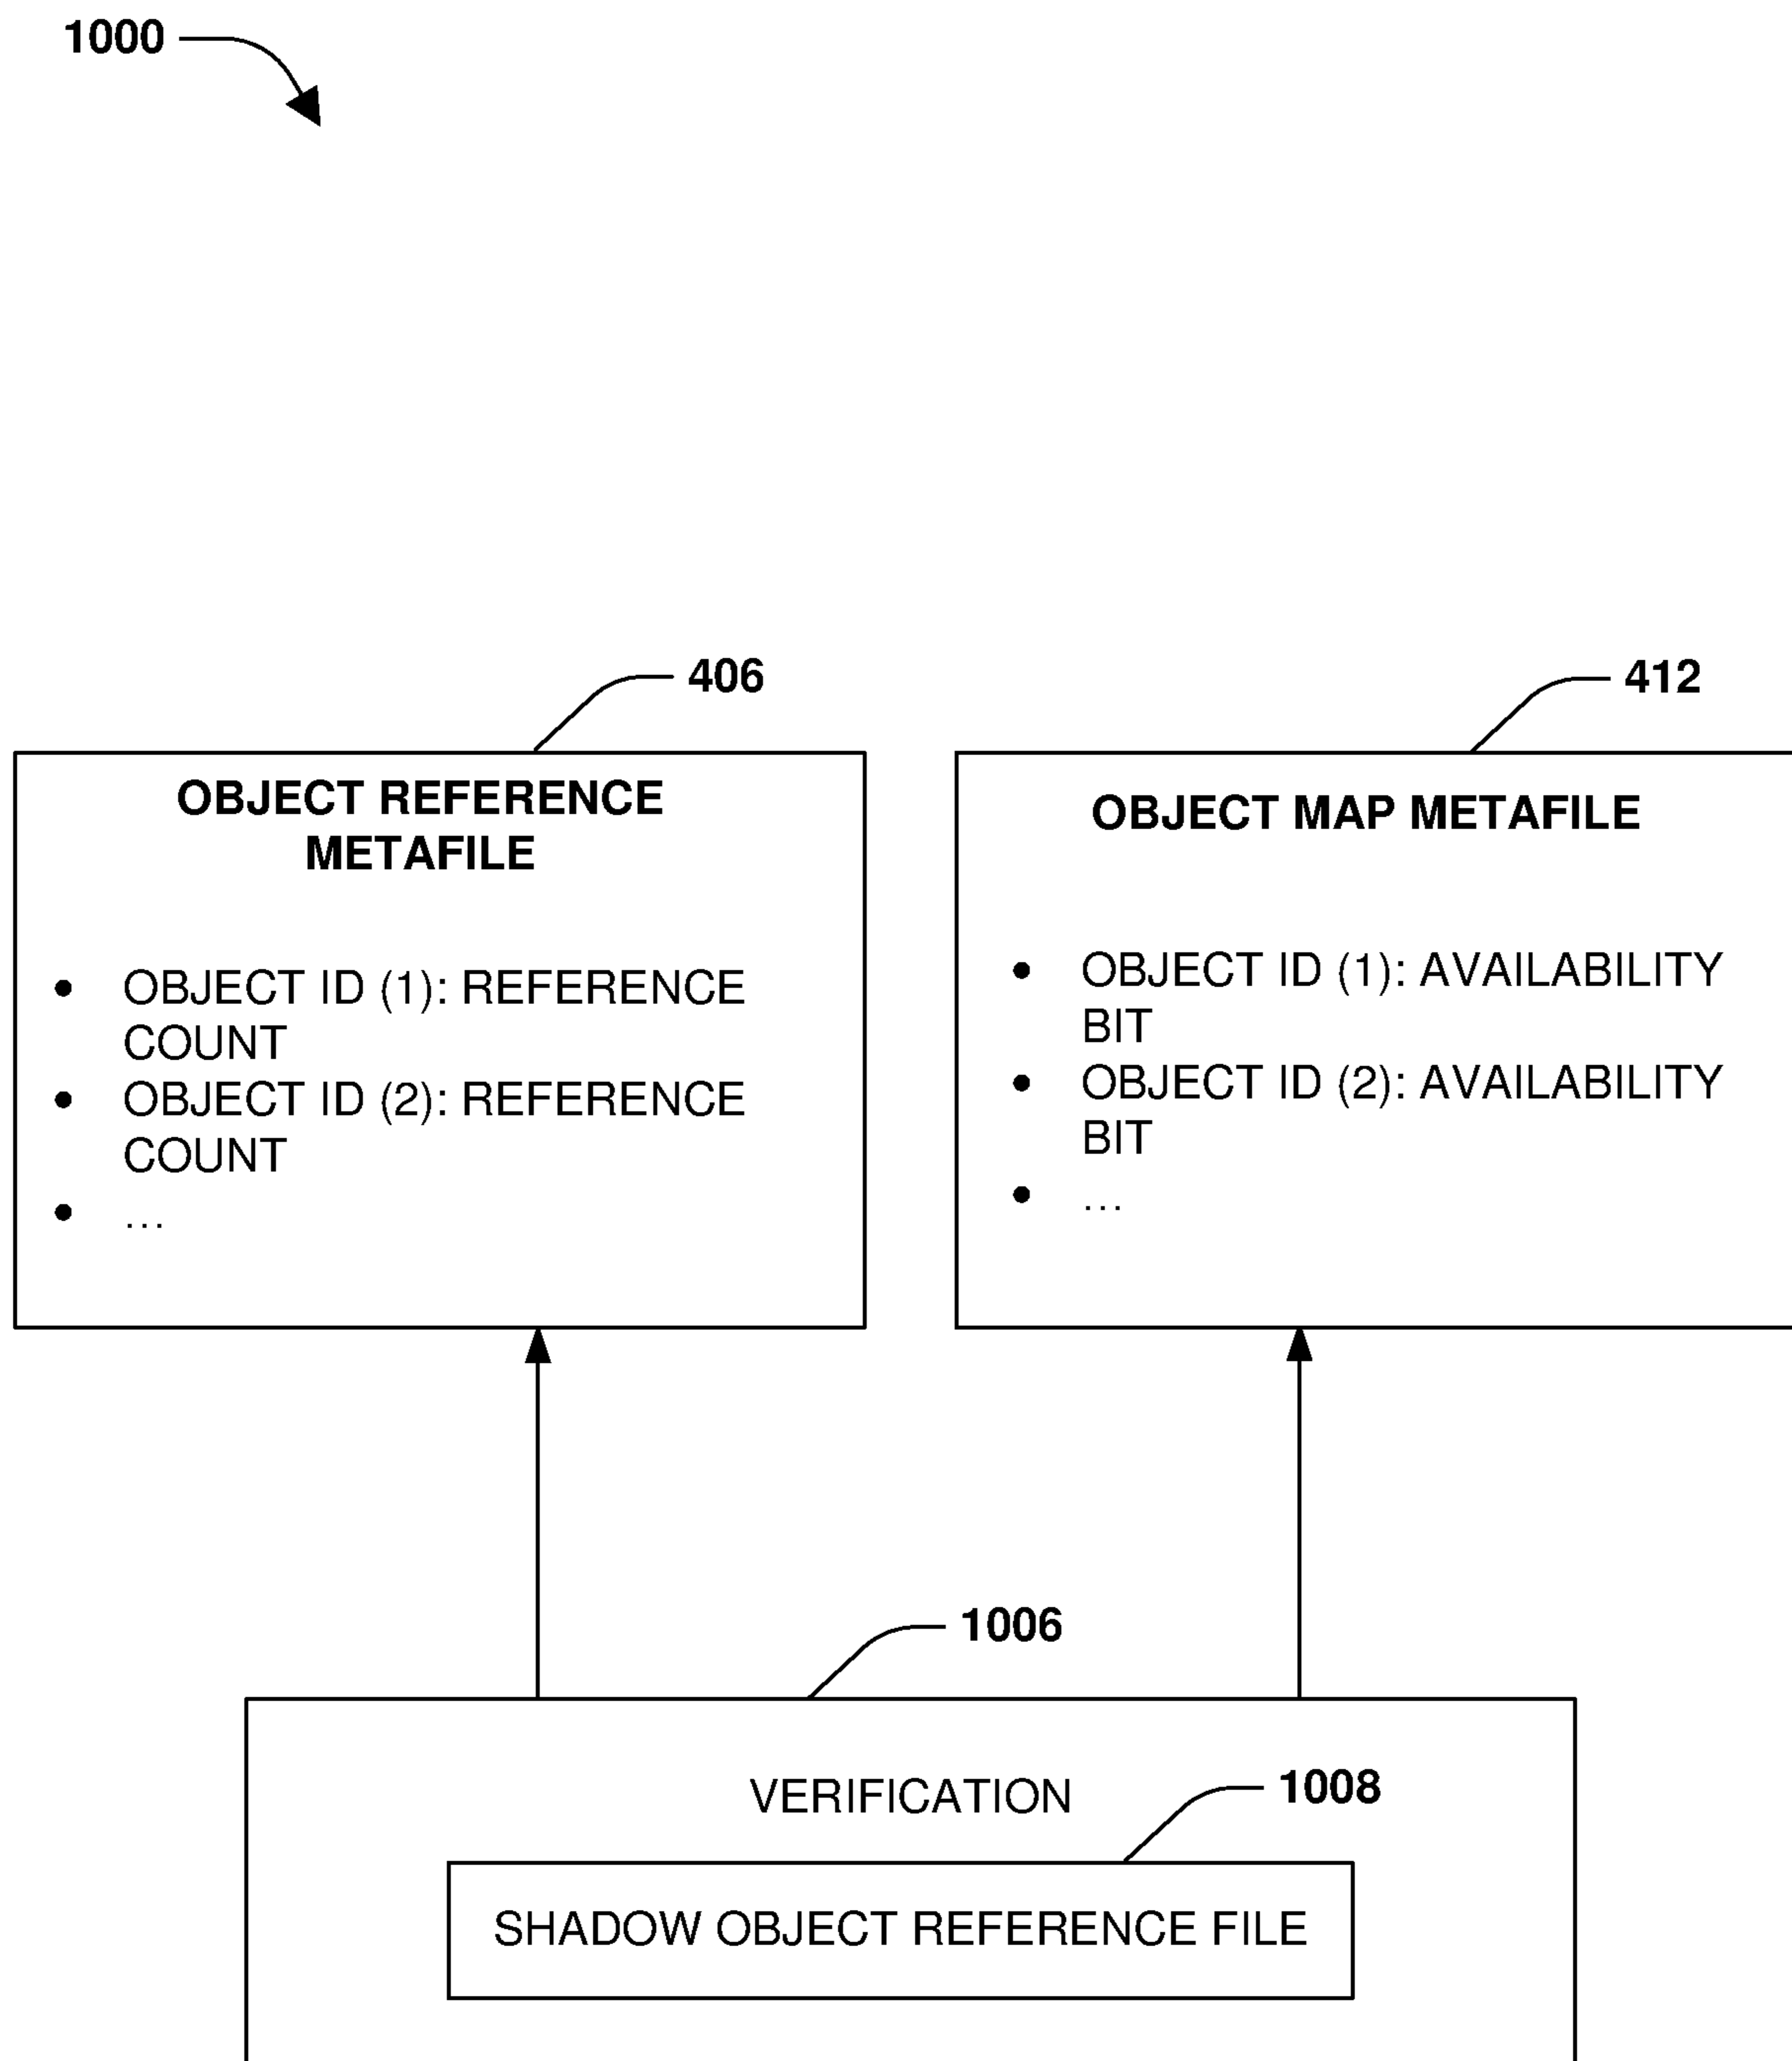 1000
406
OBJECT REFERENCE
METAFILE
• OBJECT ID (1): REFERENCE
COUNT
• OBJECT ID (2): REFERENCE
COUNT
• ...
412
OBJECT MAP METAFILE
• OBJECT ID (1): AVAILABILITY
BIT
• OBJECT ID (2): AVAILABILITY
BIT
• ...
1006
VERIFICATION
1008
SHADOW OBJECT REFERENCE FILE